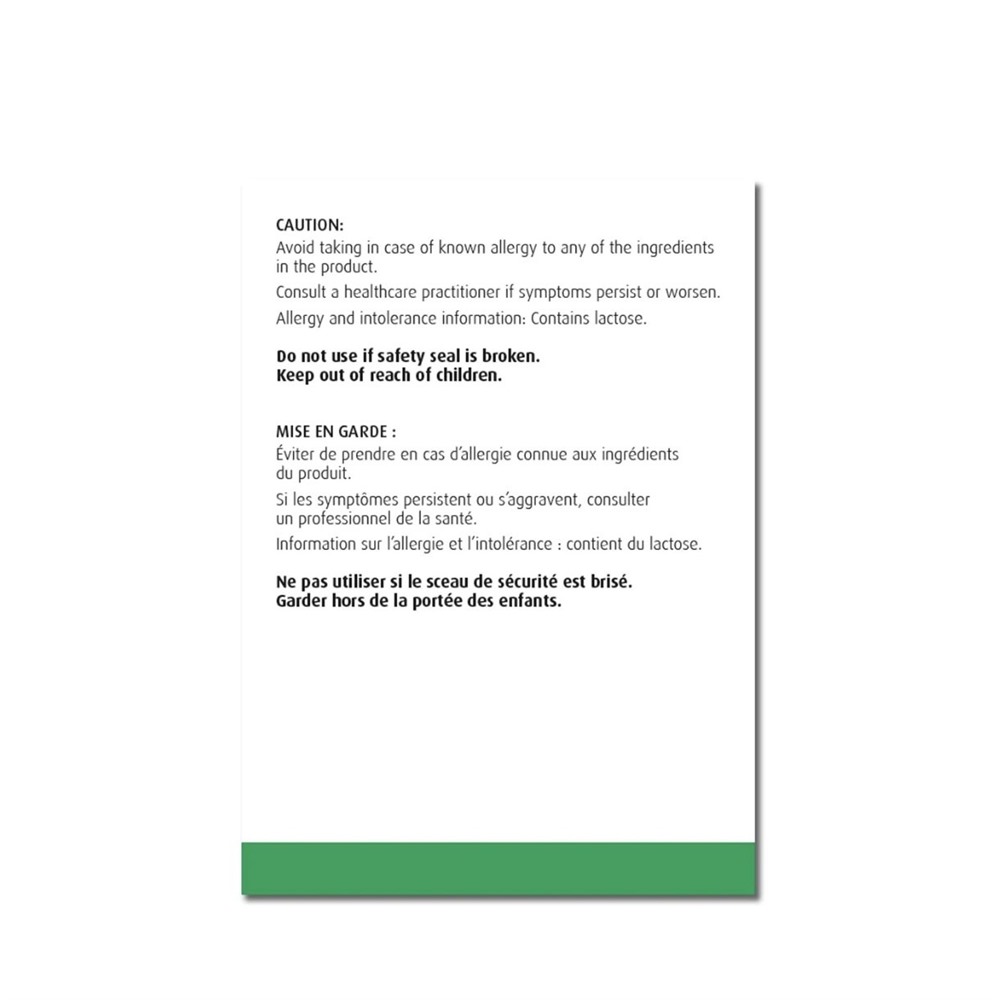 CAUTION:
Avoid taking in case of known allergy to any of the ingredients
in the product.
Consult a healthcare practitioner if symptoms persist or worsen.
Allergy and intolerance information: Contains lactose.
Do not use if safety seal is broken.
Keep out of reach of children.
MISE EN GARDE :
Éviter de prendre en cas d’allergie connue aux ingrédients
du produit.
Si les symptômes persistent ou s’aggravent, consulter
un professionnel de la santé.
Information sur l’allergie et l’intolérance : contient du lactose.
Ne pas utiliser si le sceau de sécurité est brisé.
Garder hors de la portée des enfants.